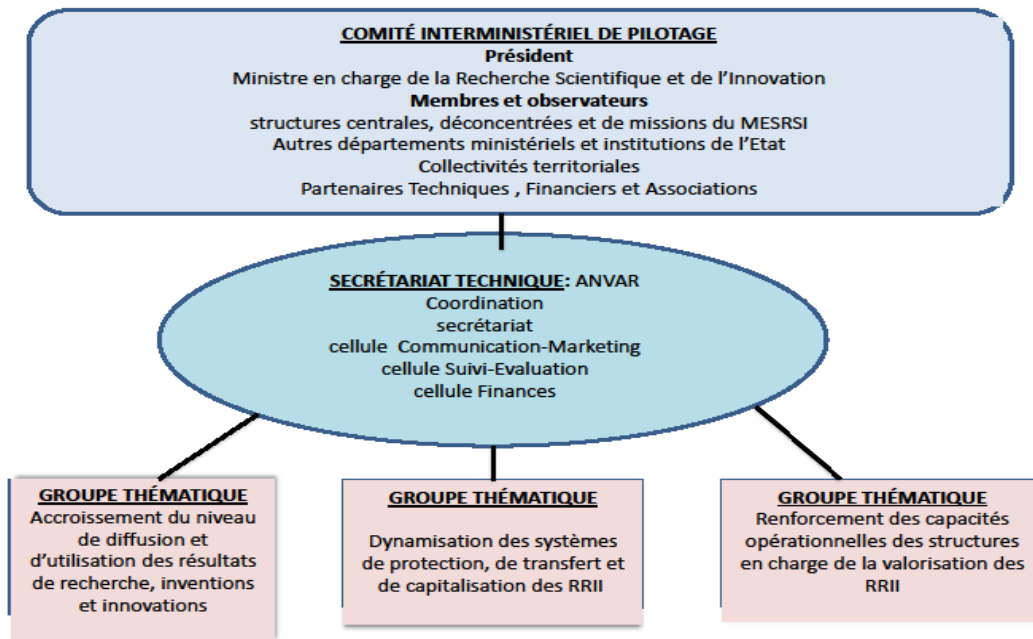 COMITÉ INTERMINISTÉRIEL DE PILOTAGE
Président
Ministre en charge de la Recherche Scientifique et de l'Innovation
Membres et observateurs
structures centrales, déconcentrées et de missions du MESRSI
Autres départements ministériels et institutions de l'Etat
Collectivités territoriales
Partenaires Techniques , Financiers et Associations
SECRÉTARIAT TECHNIQUE: ANVAR
Coordination
secrétariat
cellule Communication-Marketing
cellule Suivi-Evaluation
cellule Finances
GROUPE THÉMATIQUE
Accroissement du niveau
de diffusion et
d'utilisation des résultats
de recherche, inventions
et innovations
GROUPE THÉMATIQUE
Dynamisation des systèmes
de protection, de transfert et
de capitalisation des RRII
GROUPE THÉMATIQUE
Renforcement des capacités
opérationnelles des structures
en charge de la valorisation des
RRII